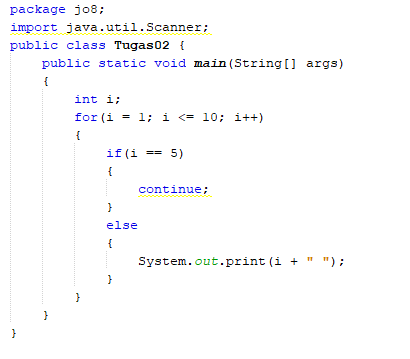 package jo8;
import java.util.Scanner;
public class Tugas02 {
    public static void main(String[] args)
    {
        int i;
        for(i = 1; i <= 10; i++)
        {
            if(i == 5)
            {
                continue;
            }
            else
            {
                System.out.print(i + " ");
            }
        }
    }
}